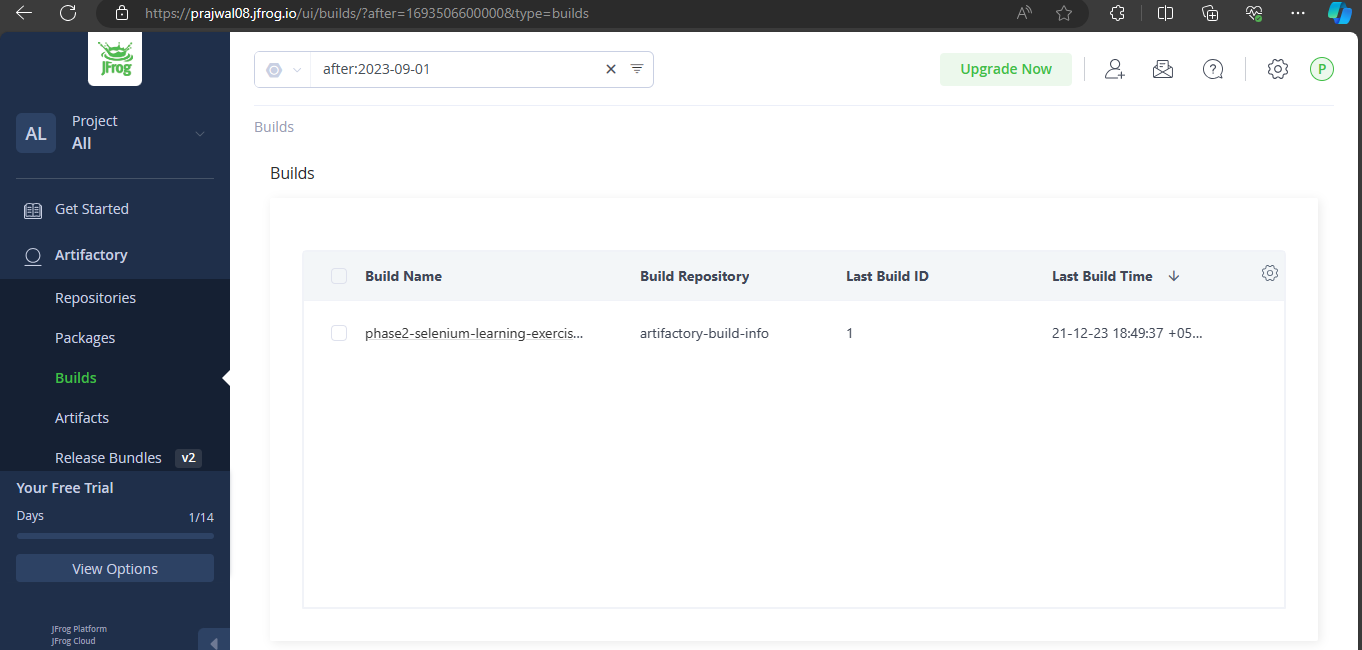 https://prajwal08.jfrog.io/ui/builds/?after=1693506600000&type=builds
JFrog
after:2023-09-01
Upgrade Now
P
AL
Project
All
Builds
Get Started
Builds
Artifactory
Build Name Build Repository Last Build ID Last Build Time
Repositories
phase2-selenium-learning-exercis... artifactory-build-info 1 21-12-23 18:49:37 +05...
Packages
Builds
Artifacts
Release Bundles v2
Your Free Trial
Days 1/14
View Options
JFrog Platform
JFrog Cloud